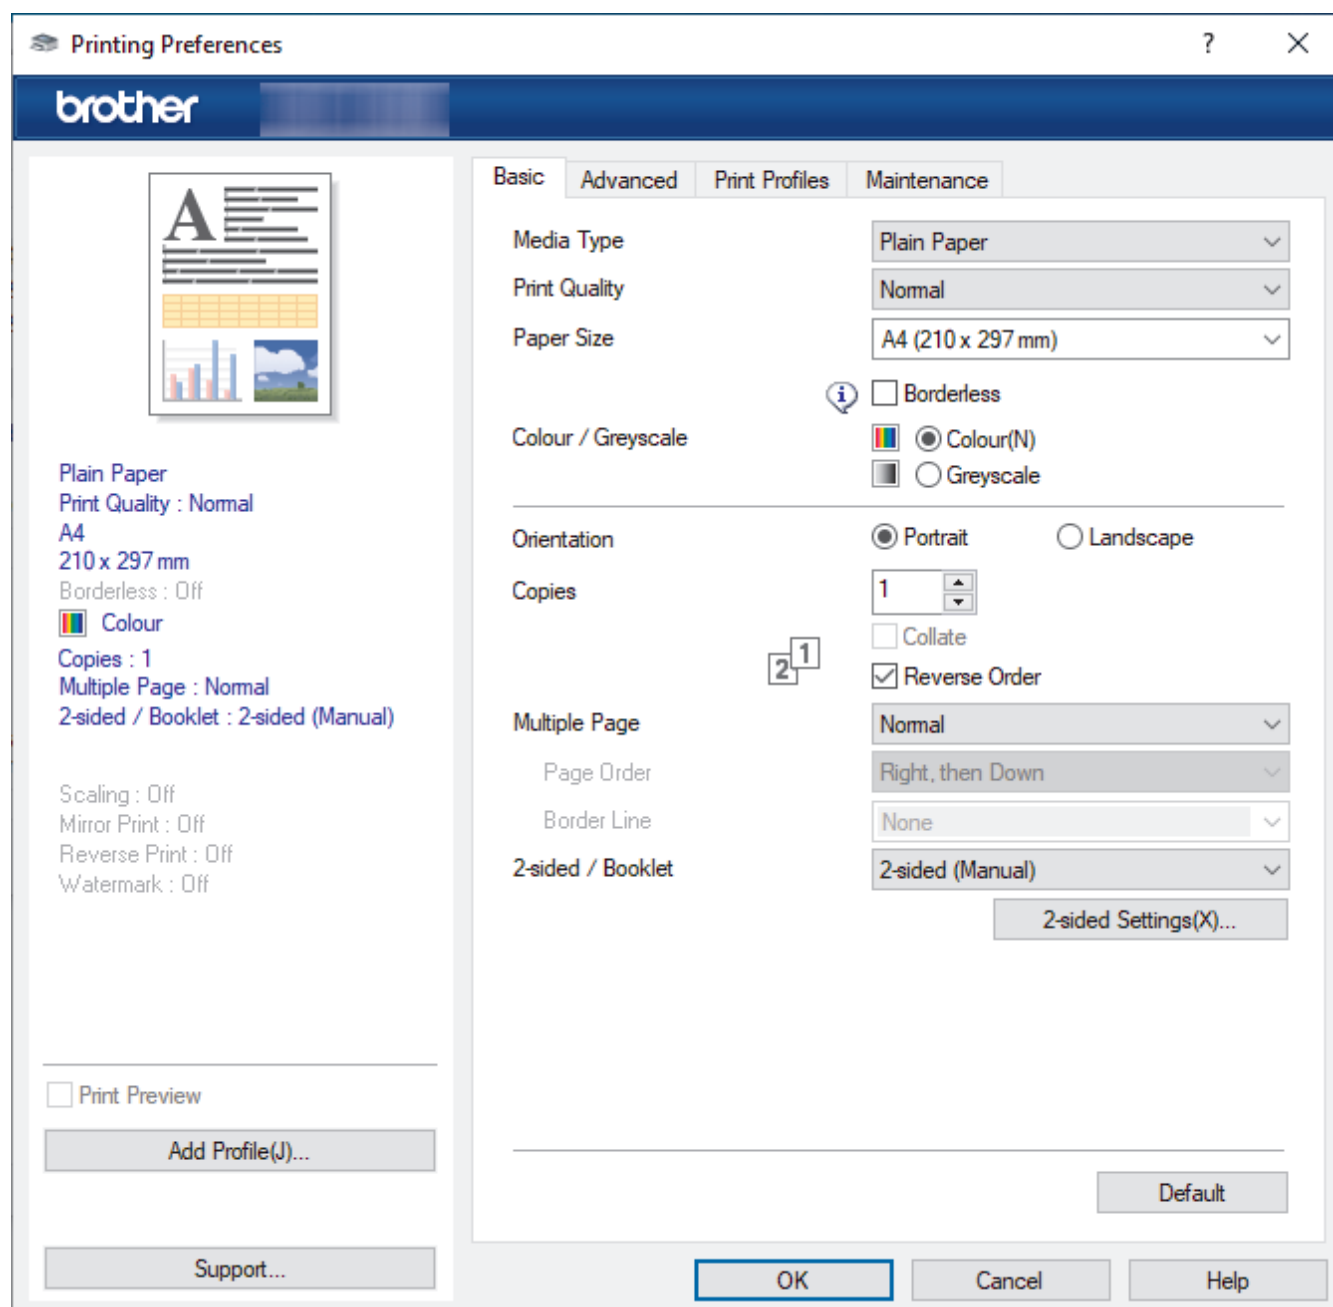 Printing Preferences
?
brother
Basic
Advanced
Print Profiles
Maintenance
A
Plain Paper
Print Quality : Normal
A4
210 x 297 mm
Borderless : Off
Colour
Copies : 1
Multiple Page : Normal
2-sided / Booklet : 2-sided (Manual)
Scaling : Off
Mirror Print : Off
Reverse Print : Off
Watermark : Off
Print Preview
Add Profile(J)...
Support...
Media Type
Plain Paper
Print Quality
Normal
Paper Size
A4 (210 x 297 mm)
i
Borderless
Colour / Greyscale
Colour(N)
Greyscale
Orientation
Portrait
Landscape
Copies
1
Collate
2 1
Reverse Order
Multiple Page
Normal
Page Order
Right, then Down
Border Line
None
2-sided / Booklet
2-sided (Manual)
2-sided Settings(X)...
Default
OK
Cancel
Help